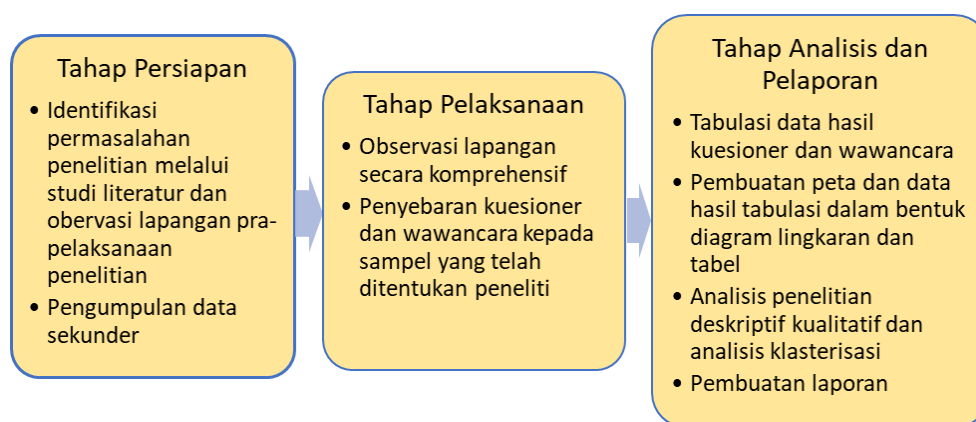 Tahap Persiapan
• Identifikasi
permasalahan
penelitian melalui
studi literatur dan
obervasi lapangan pra-
pelaksanaan
penelitian
• Pengumpulan data
sekunder
Tahap Pelaksanaan
• Observasi lapangan
secara komprehensif
• Penyebaran kuesioner
dan wawancara kepada
sampel yang telah
ditentukan peneliti
Tahap Analisis dan
Pelaporan
• Tabulasi data hasil
kuesioner dan wawancara
• Pembuatan peta dan data
hasil tabulasi dalam bentuk
diagram lingkaran dan
tabel
• Analisis penelitian
deskriptif kualitatif dan
analisis klasterisasi
• Pembuatan laporan